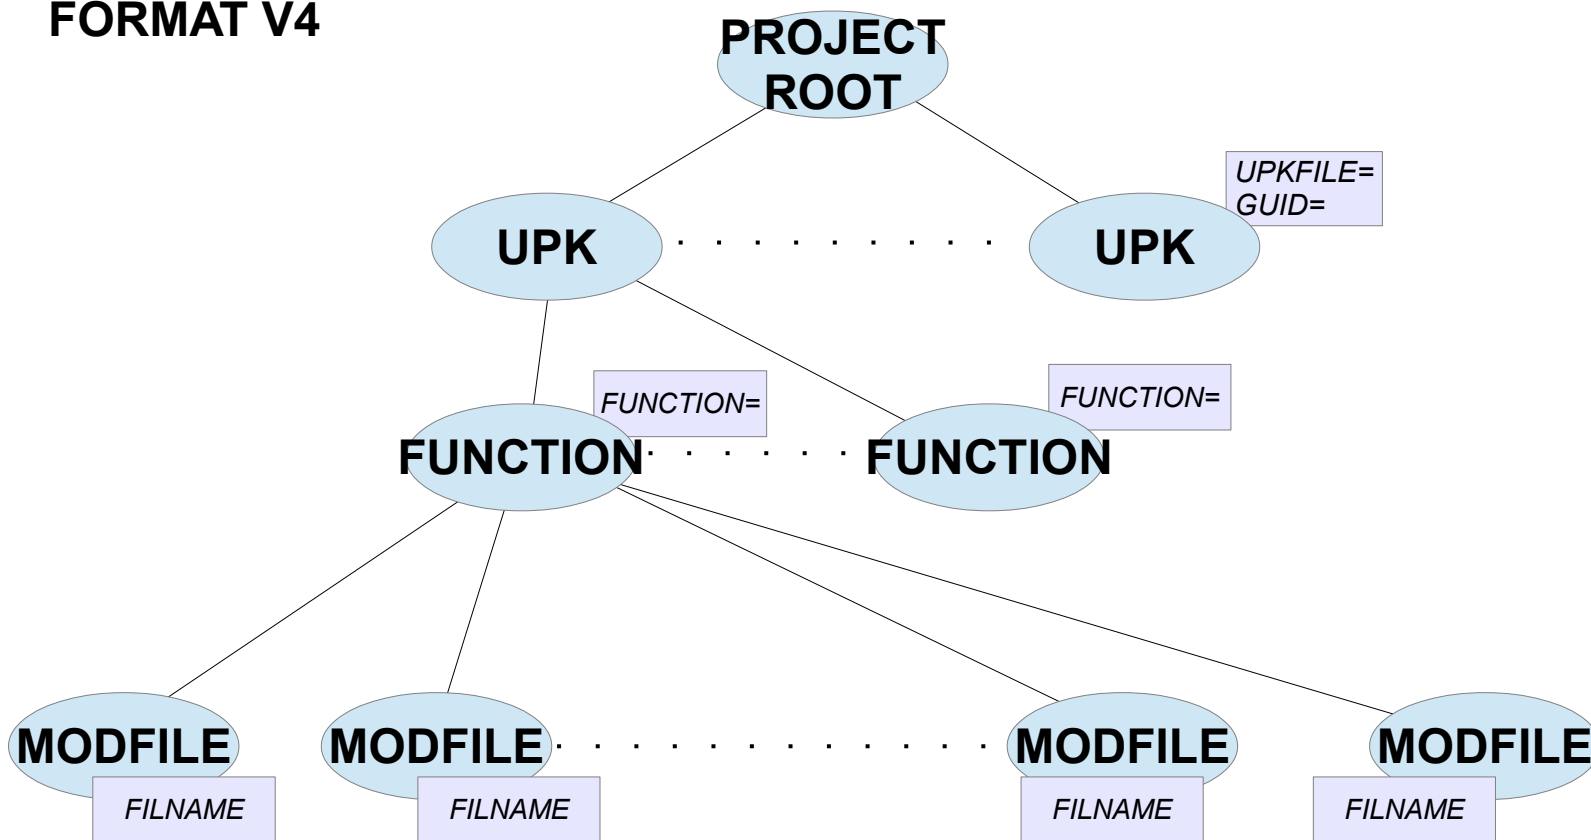 FORMAT V4
PROJECT
ROOT
UPKFILE=
GUID=
UPK
UPK
FUNCTION=
FUNCTION=
FUNCTION
FUNCTION
MODFILE
MODFILE
MODFILE
MODFILE
FILNAME
FILNAME
FILNAME
FILNAME